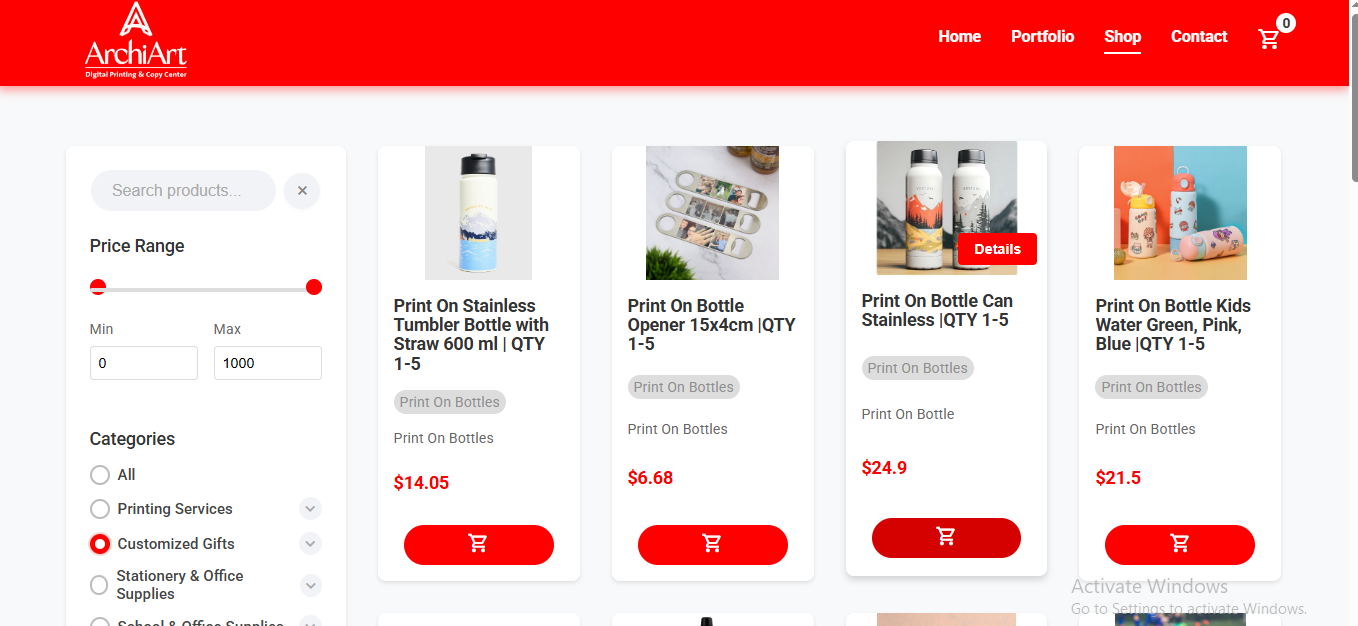 ArchiArt
Digital Printing & Copy Center
Home
Portfolio
Shop
Contact
0
Search products...
×
Price Range
Min
Max
0
1000
Categories
All
Printing Services
Customized Gifts
Stationery & Office
Supplies
School & Office Supplies
Print On Stainless
Tumbler Bottle with
Straw 600 ml | QTY
1-5
Print On Bottles
Print On Bottles
$14.05
Print On Bottle
Opener 15x4cm |QTY
1-5
Print On Bottles
Print On Bottles
$6.68
Details
Print On Bottle Can
Stainless |QTY 1-5
Print On Bottles
Print On Bottle
$24.9
Print On Bottle Kids
Water Green, Pink,
Blue |QTY 1-5
Print On Bottles
Print On Bottles
$21.5
Activate Windows
Go to Settings to activate Windows.